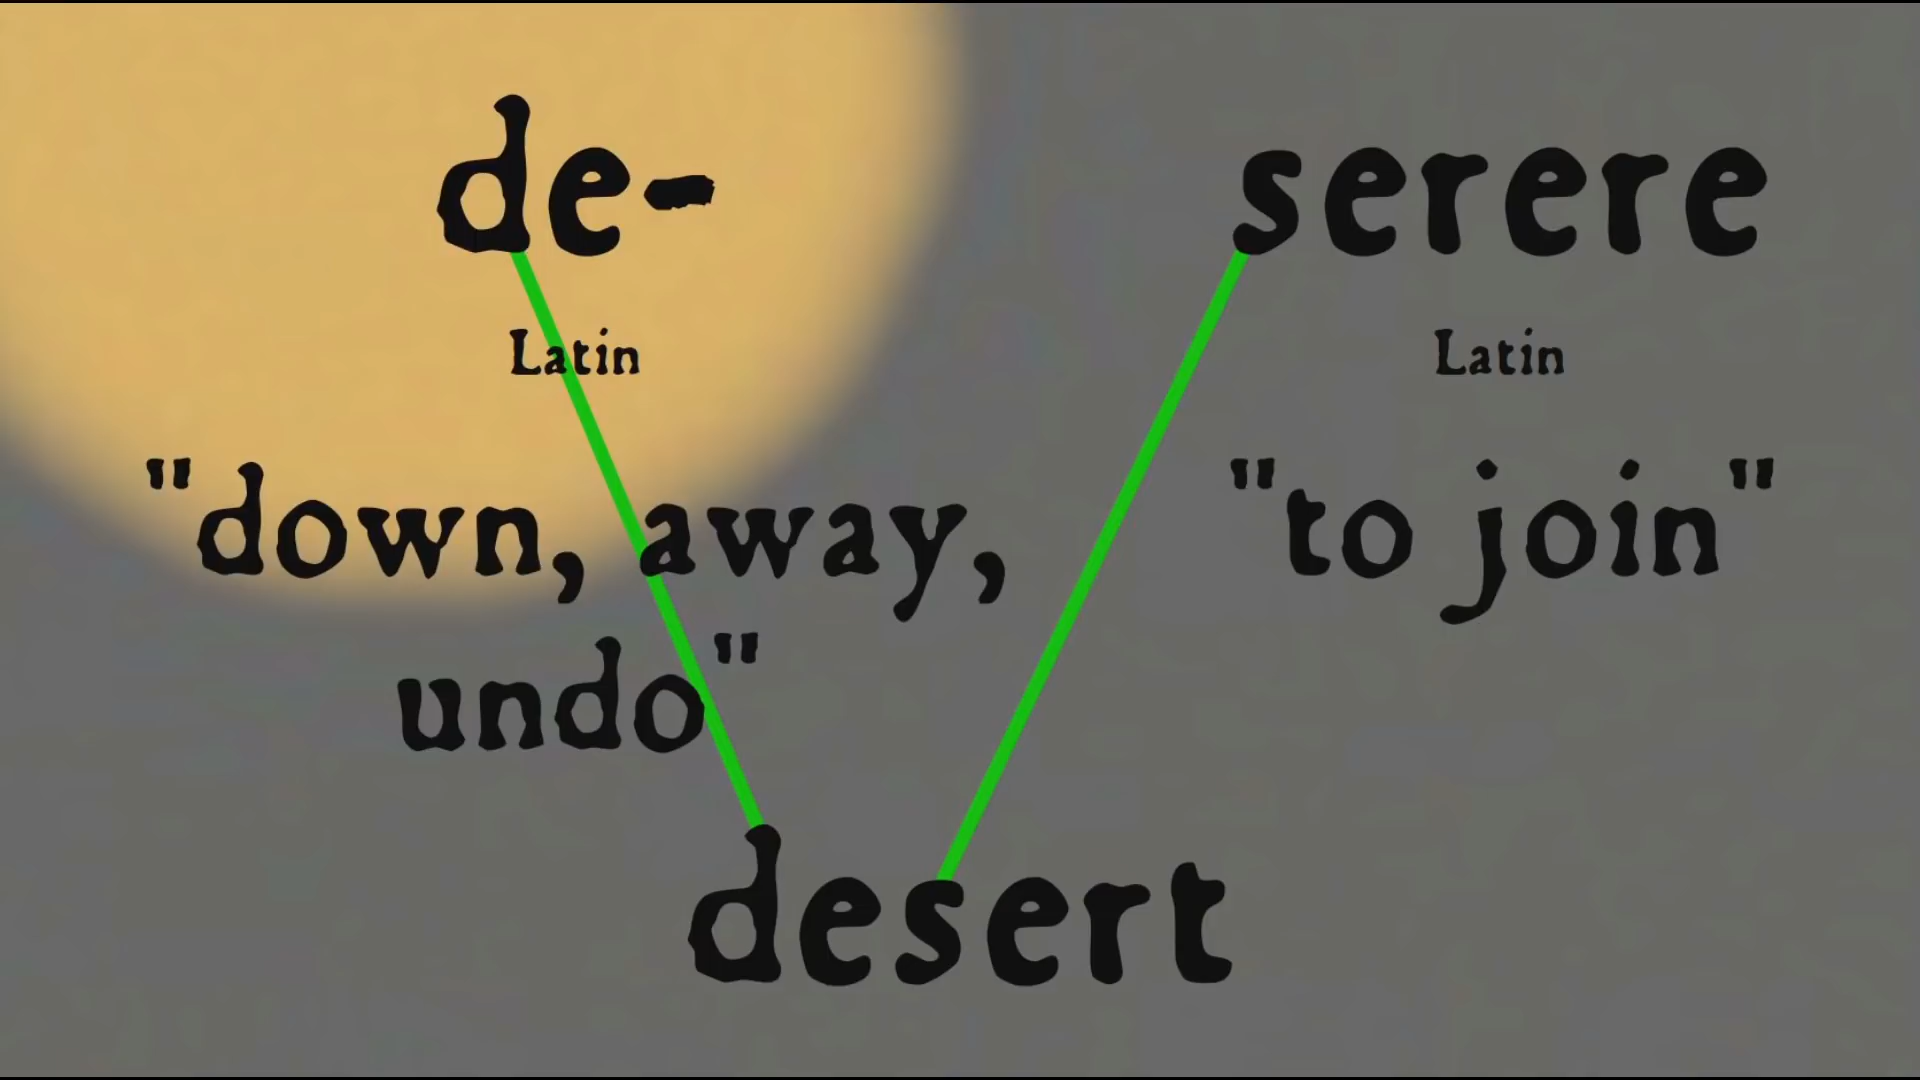 de-
Latin
"down, away,
undo"
serere
Latin
"to join"
desert